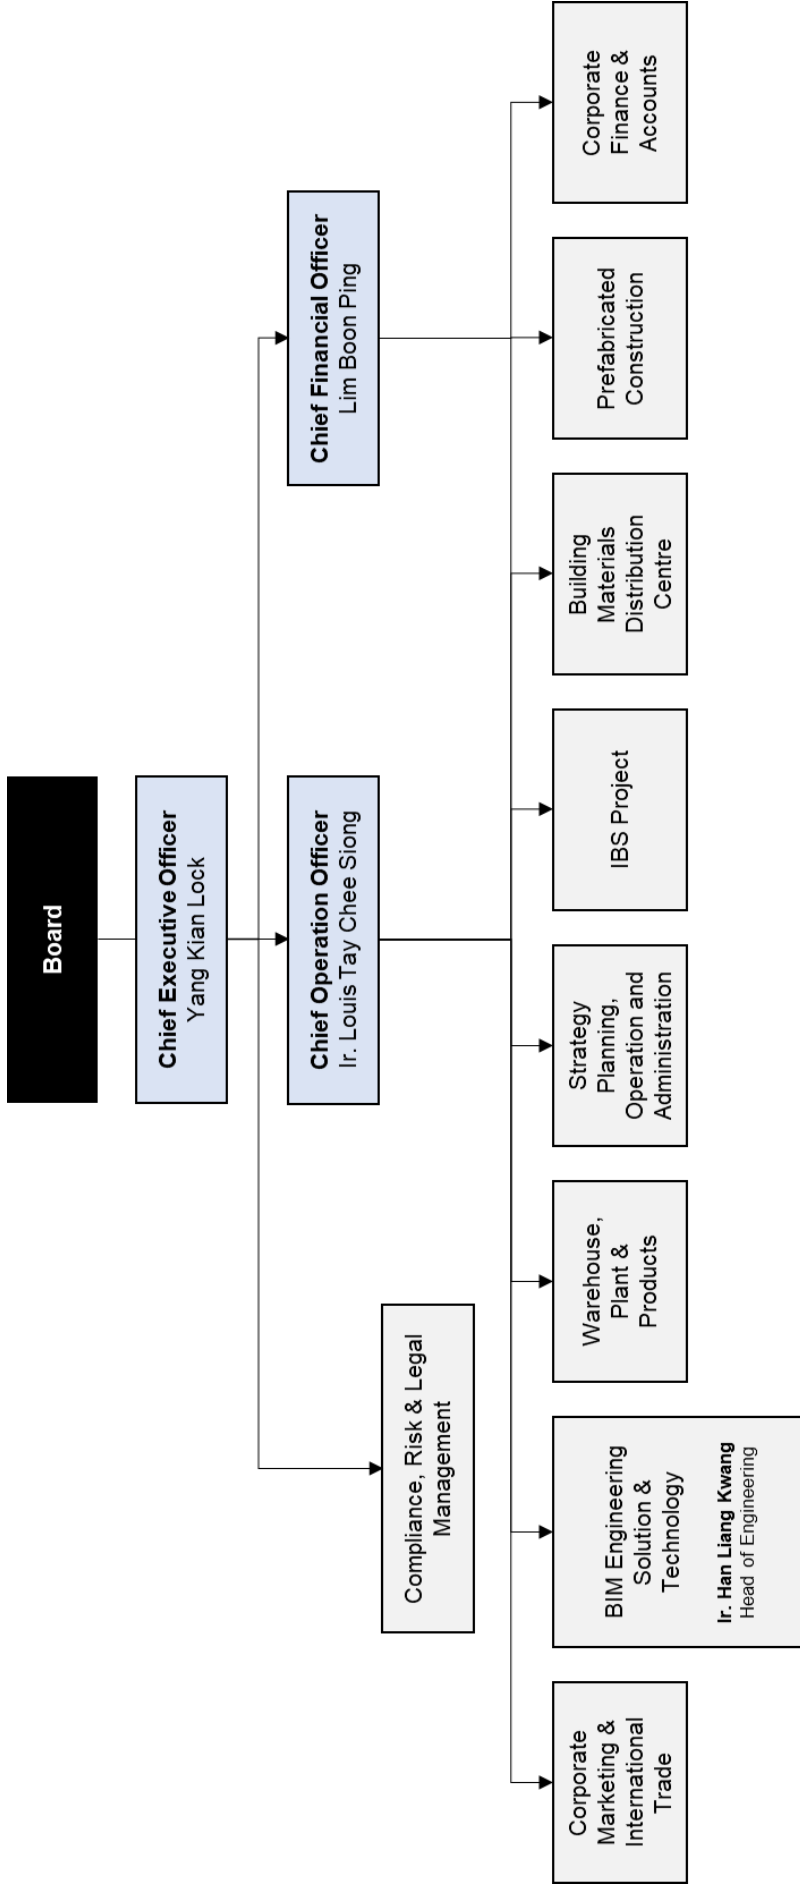 Board
Chief Executive Officer
Yang Kian Lock
Chief Operation Officer
Ir. Louis Tay Chee Siong
Chief Financial Officer
Lim Boon Ping
Compliance, Risk & Legal
Management
Corporate
Marketing &
International
Trade
BIM Engineering
Solution &
Technology
Ir. Han Liang Kwang
Head of Engineering
Warehouse,
Plant &
Products
Strategy
Planning,
Operation and
Administration
IBS Project
Building
Materials
Distribution
Centre
Prefabricated
Construction
Corporate
Finance &
Accounts